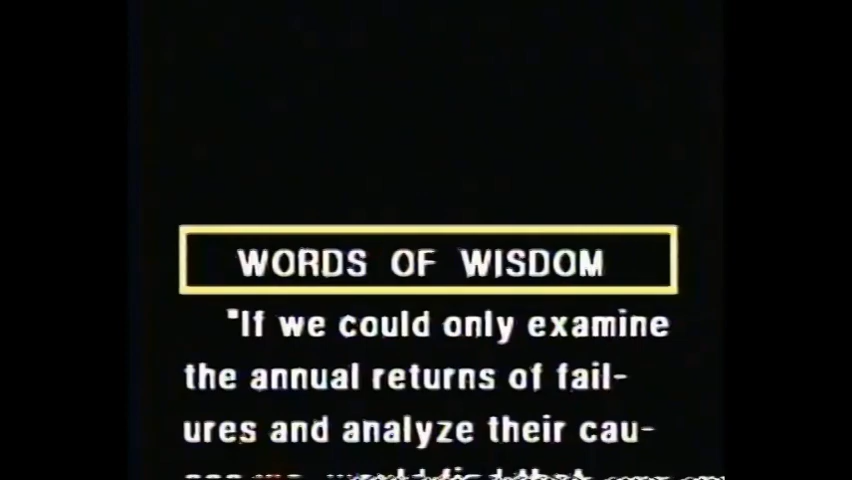 WORDS OF WISDOM
"If we could only examine
the annual returns of fail-
ures and analyze their cau-